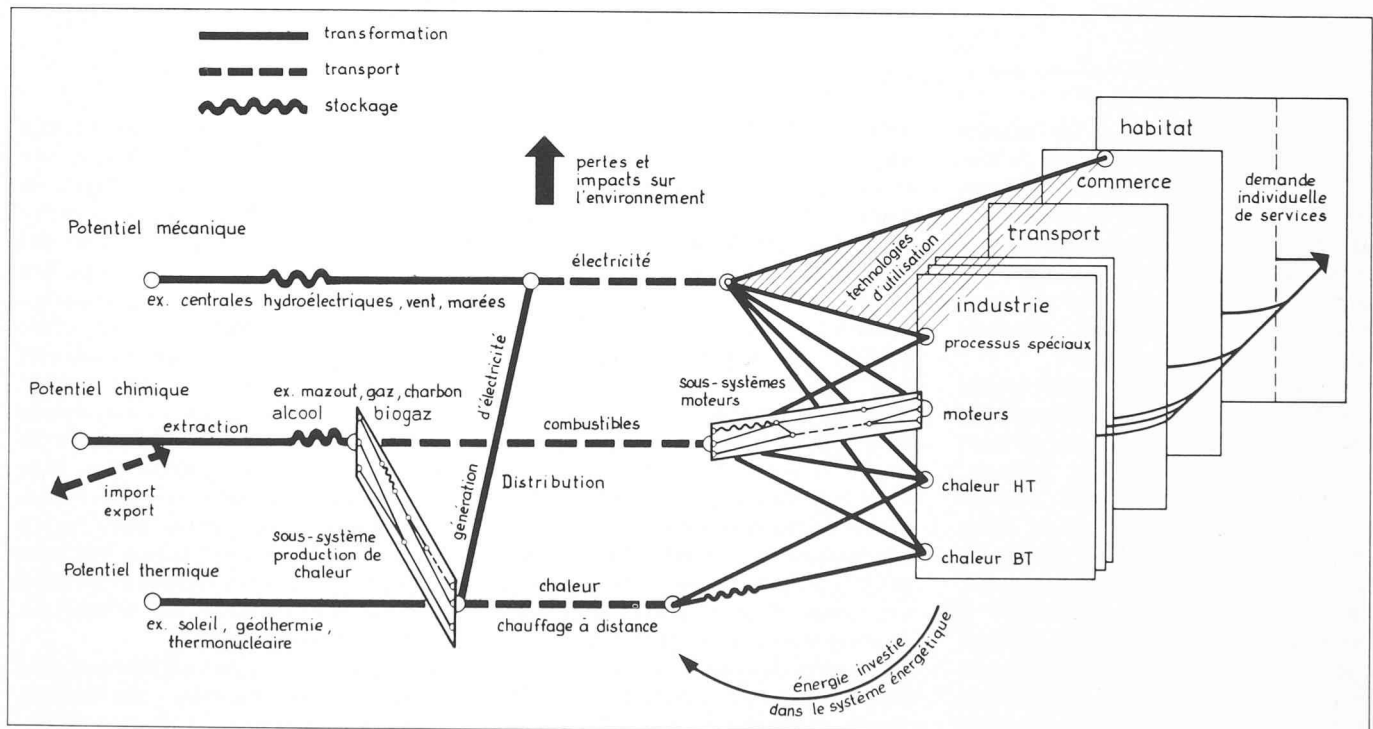 transformation
transport
stockage
pertes et
impacts sur
l'environnement
Potentiel mécanique
ex. centrales hydroélectriques, vent, marées
électricité
technologies
d'utilisation
habitat
commerce
transport
industrie
demande
individuelle
de services
processus spéciaux
moteurs
chaleur HT
chaleur BT
Potentiel chimique
ex. mazout, gaz, charbon
alcool biogaz
extraction
import
export
combustibles
sous-systèmes
moteurs
génération
d'électricité
Distribution
sous-système
production de
chaleur
Potentiel thermique
ex. soleil, géothermie,
thermonucléaire
chaleur
chauffage à distance
énergie investie
dans le système énergétique